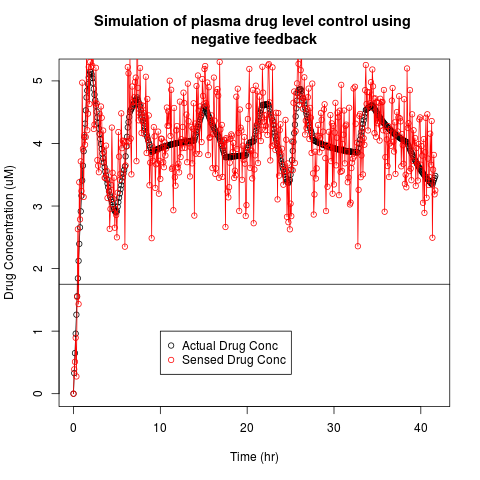 Simulation of plasma drug level control using
negative feedback
Drug Concentration (uM)
5
4
3
2
1
0
Actual Drug Conc
Sensed Drug Conc
0
10
20
30
40
Time (hr)